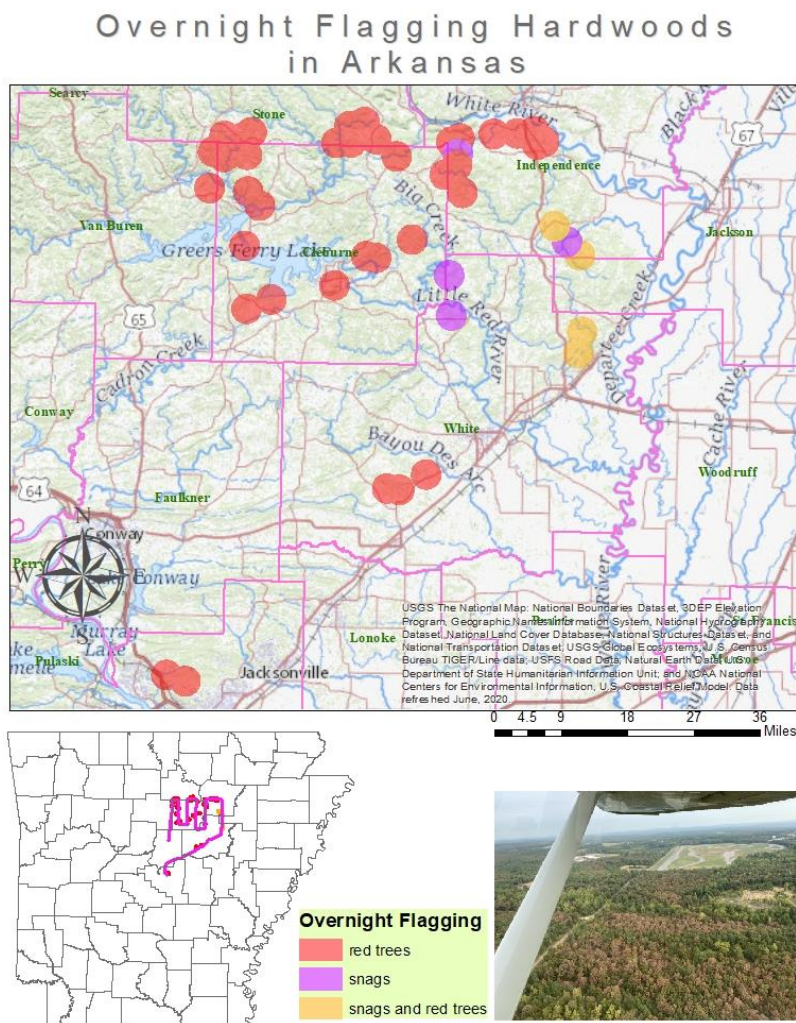 Overnight Flagging Hardwoods
in Arkansas
Searcy
Stone
White River
Black R
67
Independence
Van Buren
Big Creek
Jackson
Greers Ferry Lake
Cleburne
Little Red River
65
Departee Creek
Cadron Creek
Conway
White
Bayou Des Arc
Cache River
Woodruff
64
Faulkner
N
Conway
Perry
W
E
Conway
Murray
Lake
Pulaski
Lonoke
Jacksonville
USGS The National Map: National Boundaries Dataset, 3DEP Elevation
Program, Geographic Names Information System, National Hydrography
Dataset, National Land Cover Database, National Structures Dataset, and
National Transportation Dataset; USGS Global Ecosystems; U.S. Census
Bureau TIGER/Line data; USFS Road Data; Natural Earth Data; U.S.
Department of State Humanitarian Information Unit; and NOAA National
Centers for Environmental Information, U.S. Coastal Relief Model. Data
refreshed June, 2020.
0 4.5 9 18 27 36
Miles
Overnight Flagging
red trees
snags
snags and red trees